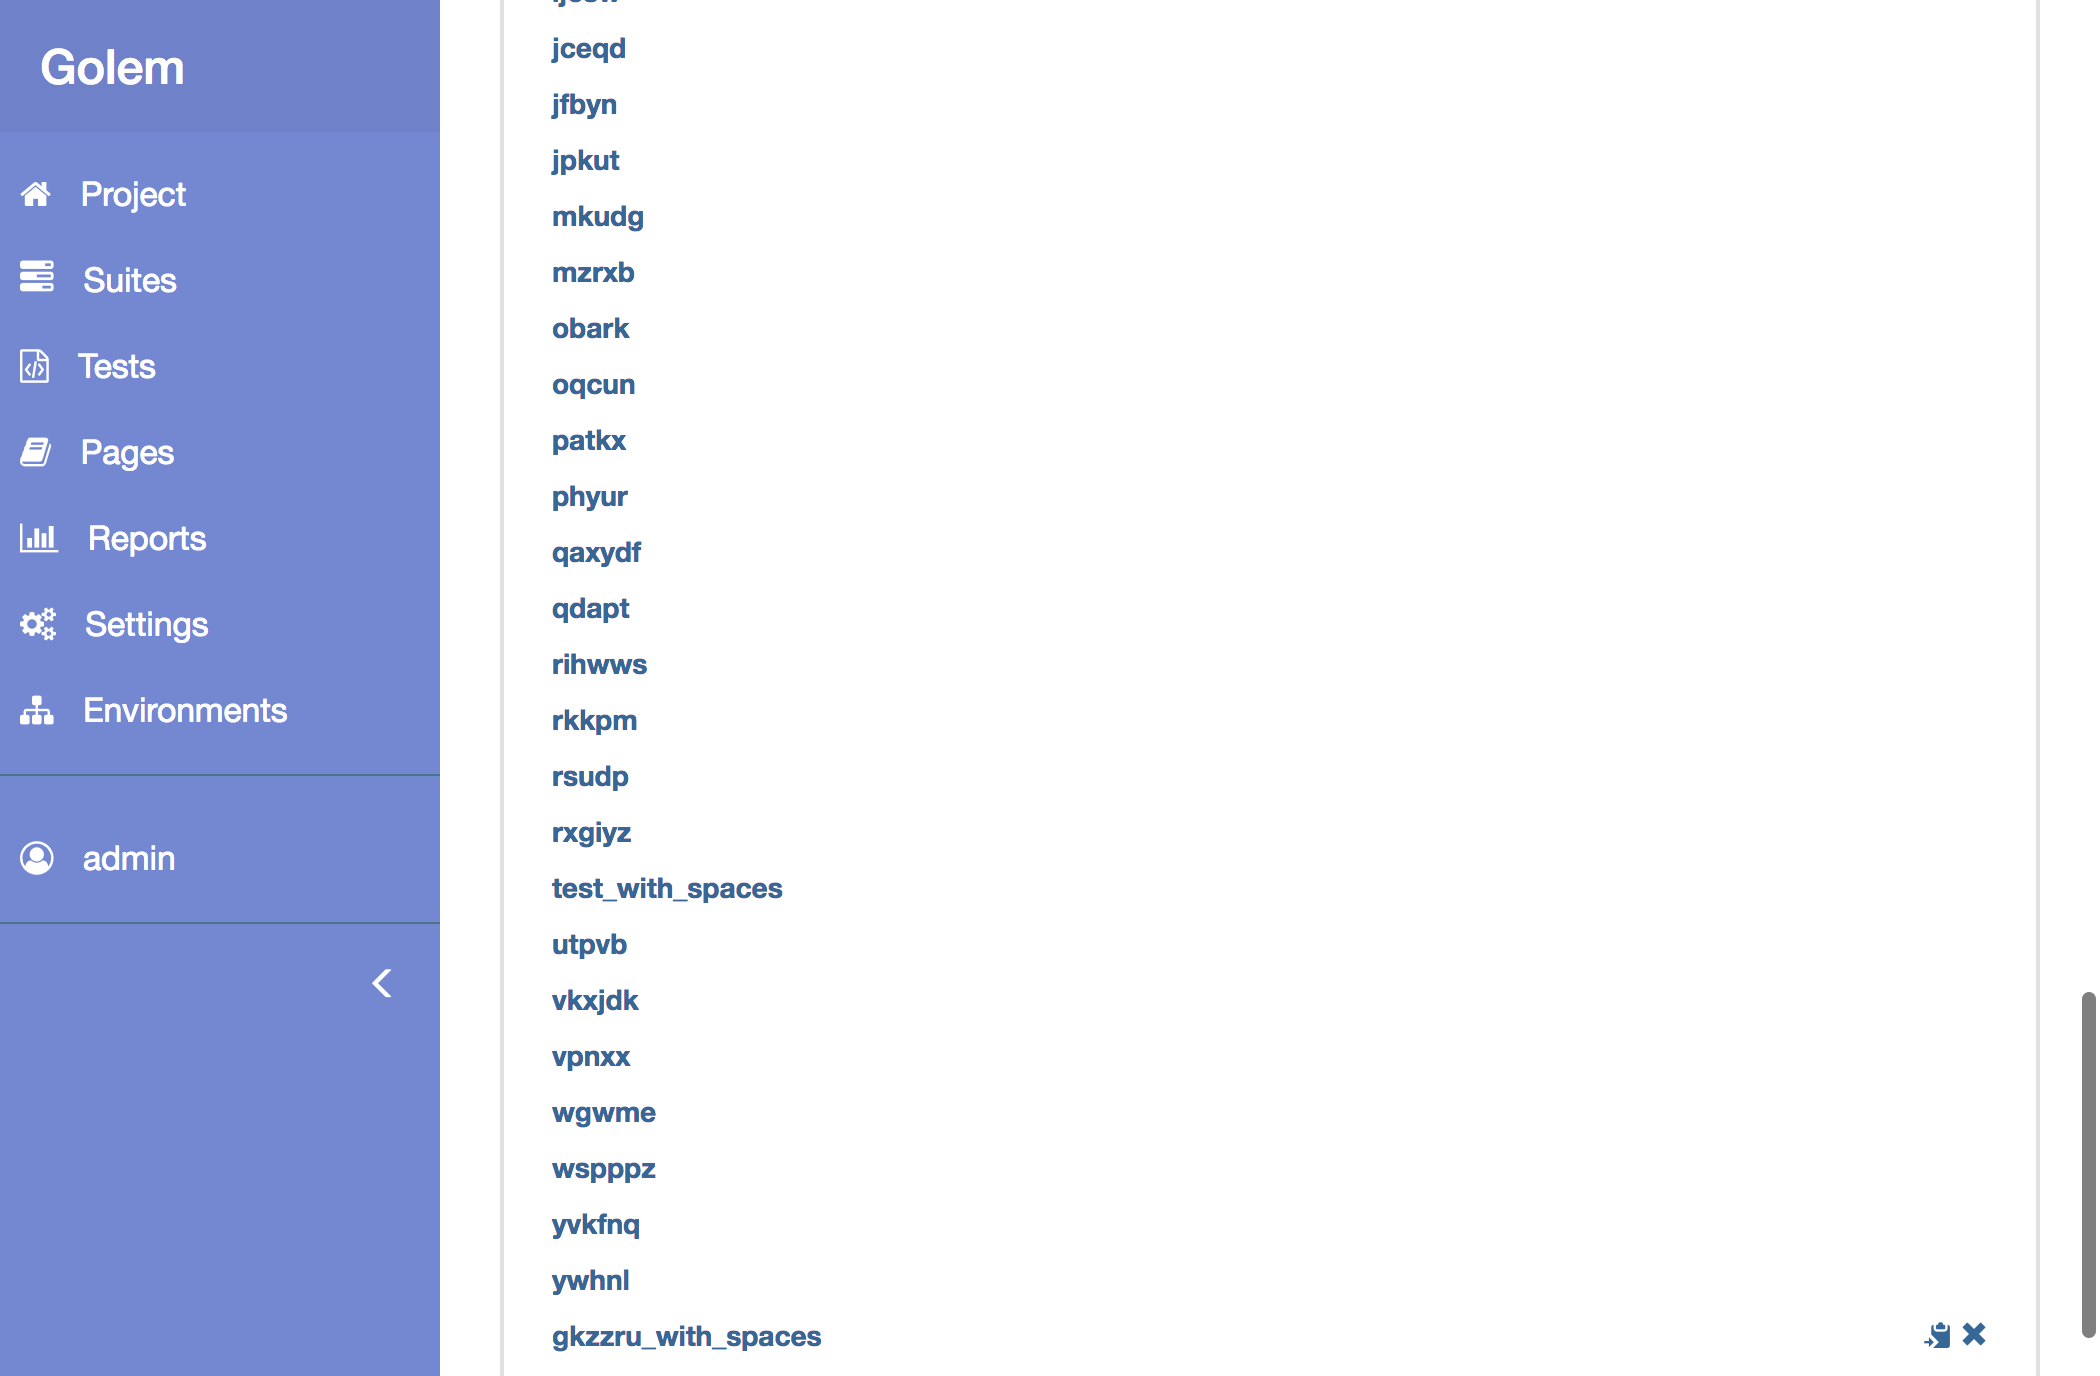 Golem
Project
Suites
Tests
Pages
Reports
Settings
Environments
admin
jceqd
jfbyn
jpkut
mkudg
mzrxb
obark
oqcun
patkx
phyur
qaxydf
qdapt
rihwws
rkkpm
rsudp
rxgiyz
test_with_spaces
utpvb
vkxjdk
vpnxx
wgwme
wspppz
yvkfnq
ywhnl
gkzzru_with_spaces